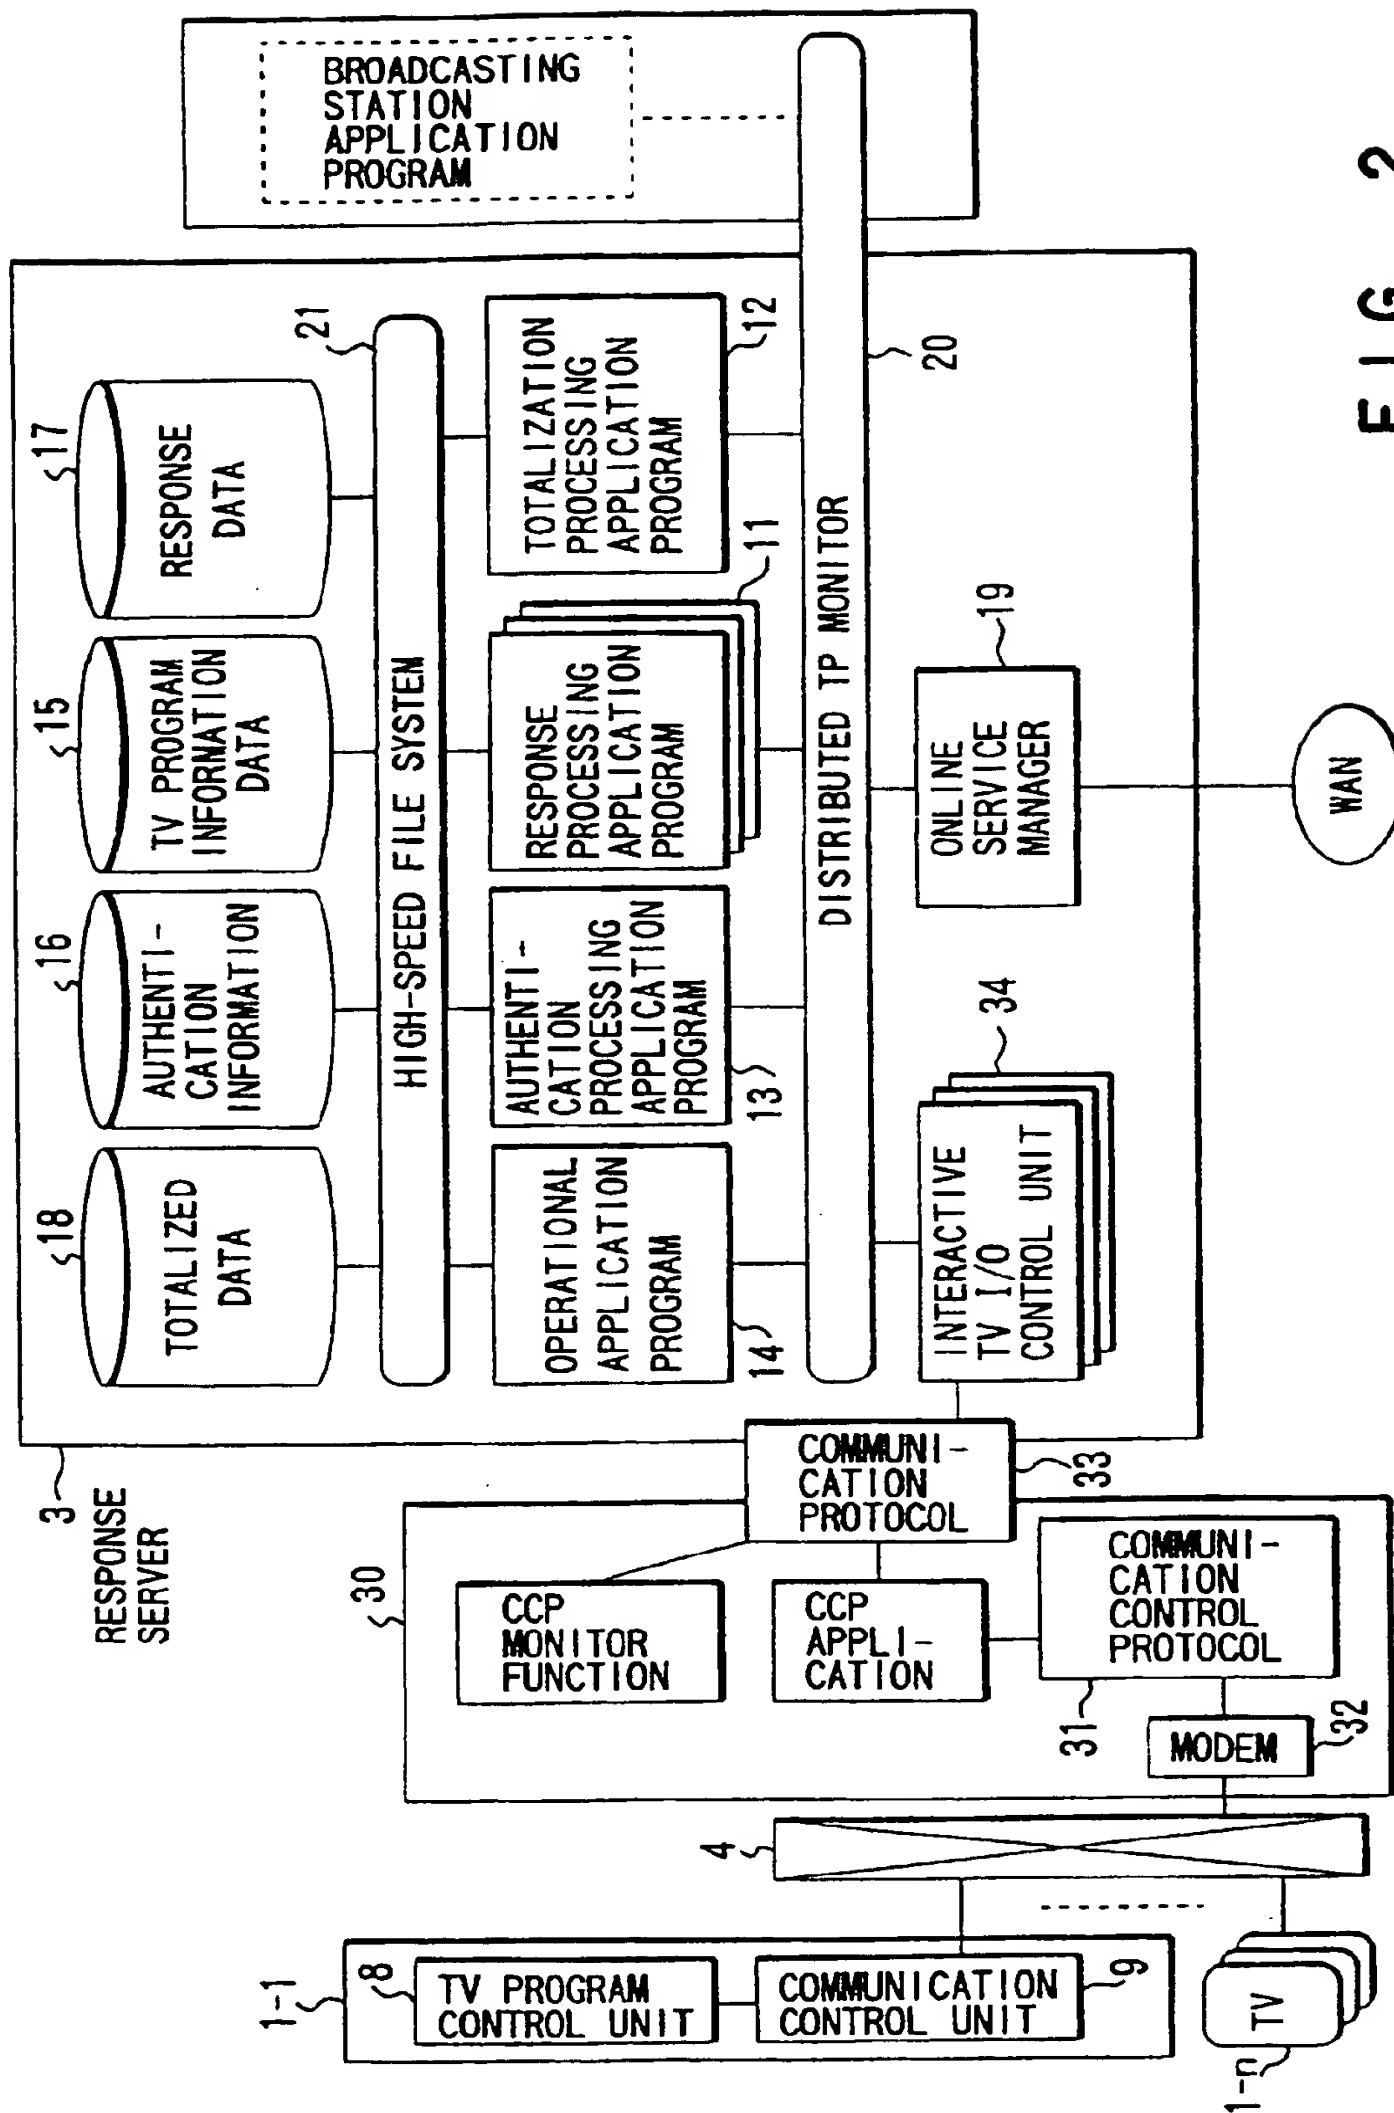 BROADCASTING
STATION
APPLICATION
PROGRAM
3
RESPONSE
SERVER
18
TOTALIZED
DATA
16
AUTHENTI-
CATION
INFORMATION
15
TV PROGRAM
INFORMATION
DATA
17
RESPONSE
DATA
21
HIGH-SPEED FILE SYSTEM
OPERATIONAL
APPLICATION
PROGRAM
14
AUTHENTI-
CATION
PROCESSING
APPLICATION
PROGRAM
13
RESPONSE
PROCESSING
APPLICATION
PROGRAM
11
TOTALIZATION
PROCESSING
APPLICATION
PROGRAM
12
DISTRIBUTED TP MONITOR
20
INTERACTIVE
TV I/O
CONTROL UNIT
34
ONLINE
SERVICE
MANAGER
19
WAN
30
COMMUNI-
CATION
PROTOCOL
33
CCP
MONITOR
FUNCTION
CCP
APPLI-
CATION
COMMUNI-
CATION
CONTROL
PROTOCOL
31
MODEM
32
4
1-1
8
TV PROGRAM
CONTROL UNIT
COMMUNICATION
CONTROL UNIT
9
TV
1-n
FIG. 2